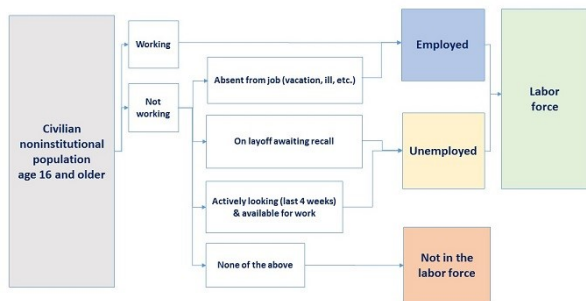 Civilian
noninstitutional
population
age 16 and older
Working
Not
working
Absent from job (vacation, ill, etc.)
On layoff awaiting recall
Actively looking (last 4 weeks)
& available for work
None of the above
Employed
Unemployed
Not in the
labor force
Labor
force